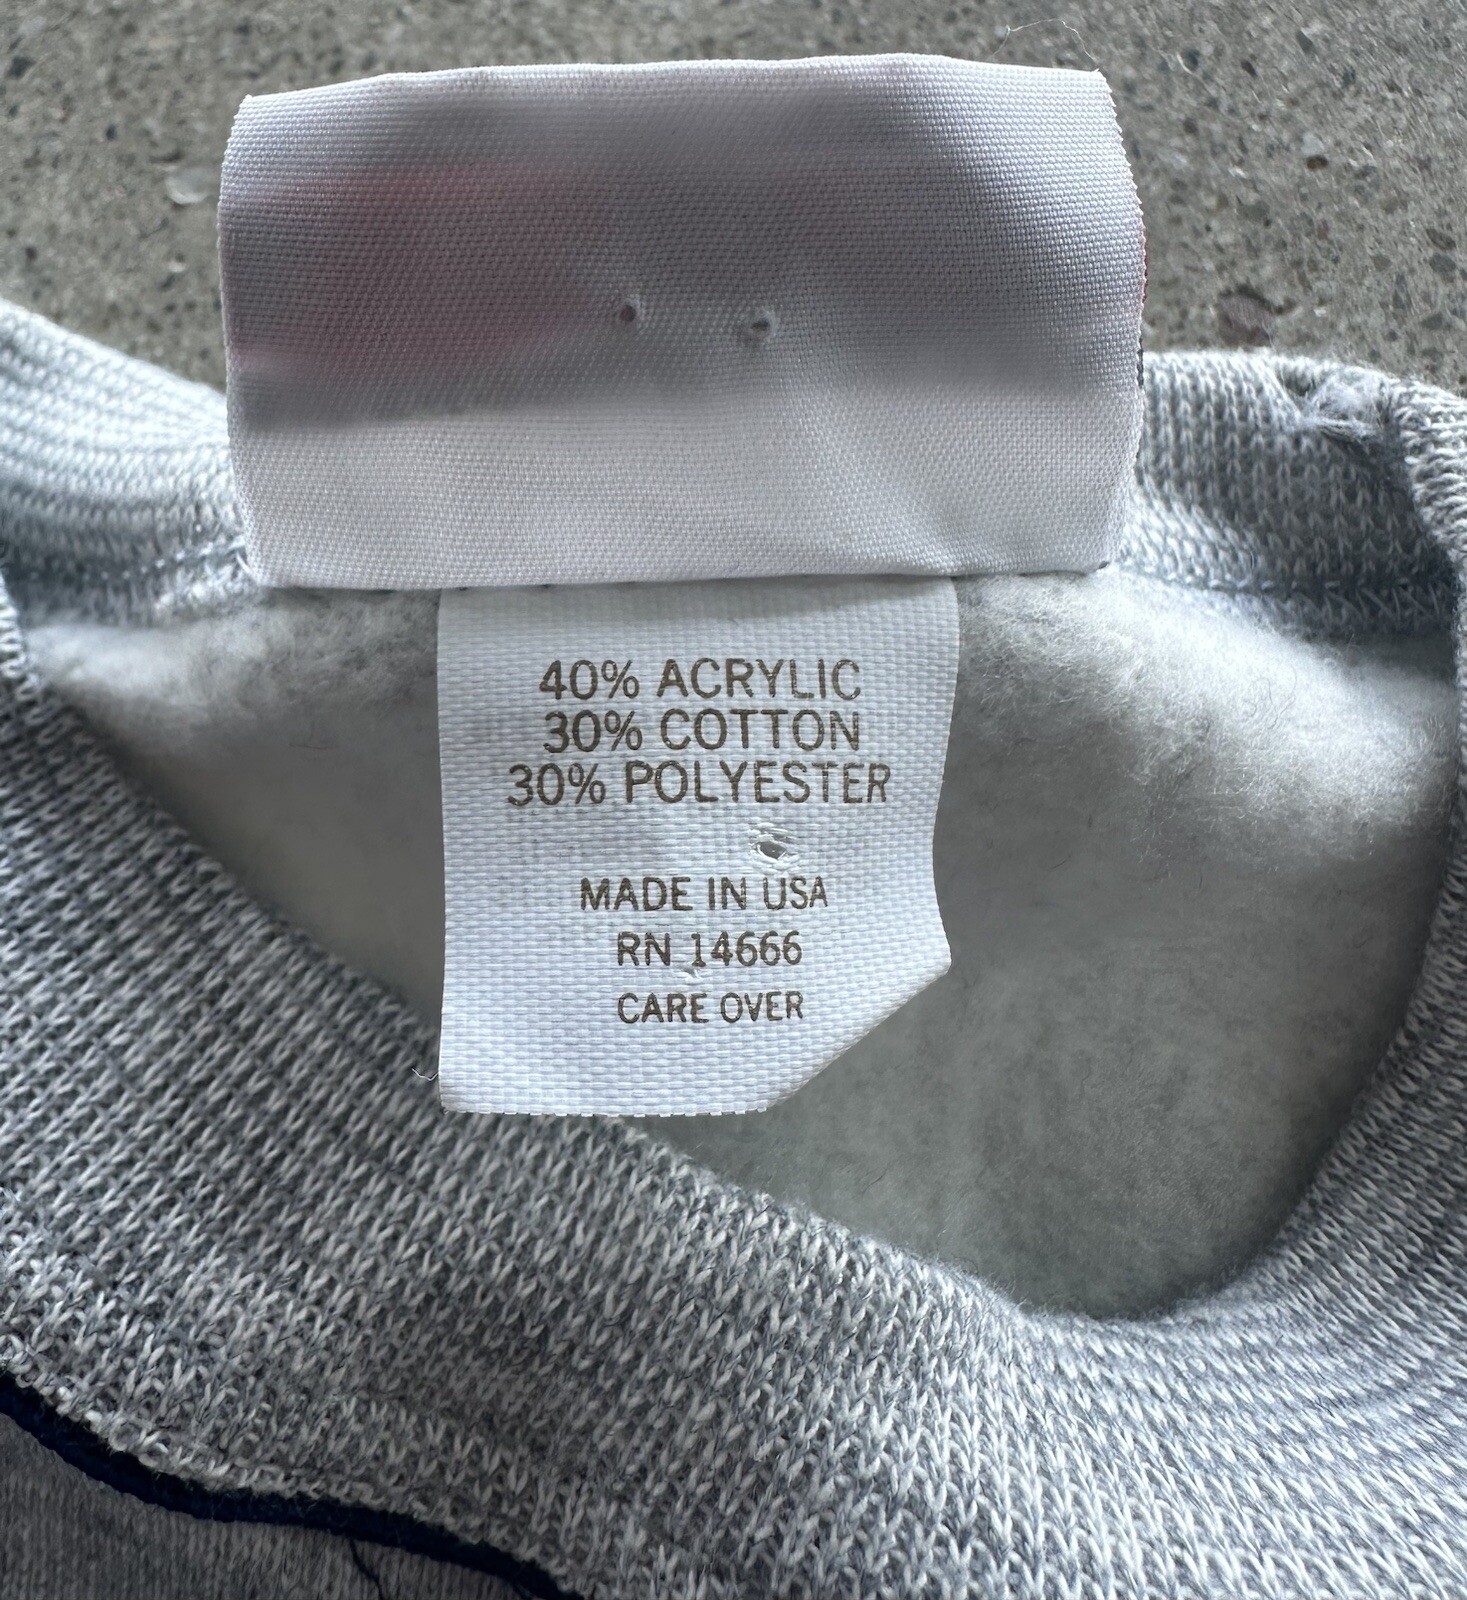 40% ACRYLIC
30% COTTON
30% POLYESTER
MADE IN USA
RN 14666
CARE OVER